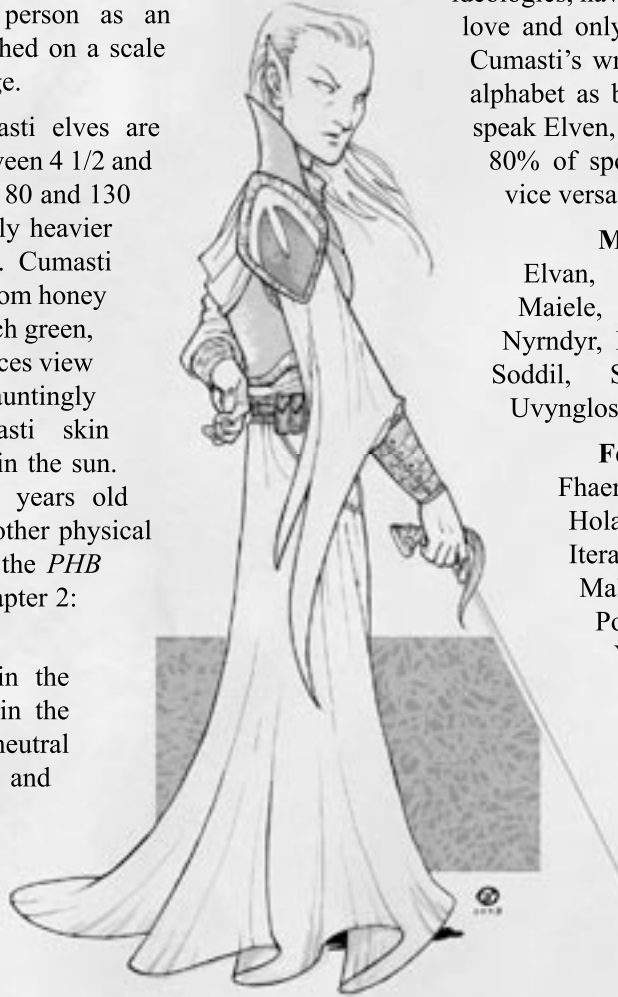 person as an
hed on a scale
ge.
asti elves are
ween 4 1/2 and
80 and 130
ly heavier
. Cumasti
om honey
ch green,
ces view
auntingly
asti skin
in the sun.
years old
other physical
the PHB
apter 2:
in the
in the
neutral
and
love and only
Cumasti's wr
alphabet as b
speak Elven,
80% of spo
vice versa
M
Elvan,
Maiele,
Nyrndyr,
Soddil, S
Uvynglos
Fe
Fhaer
Hola
Itera
Mal
Po